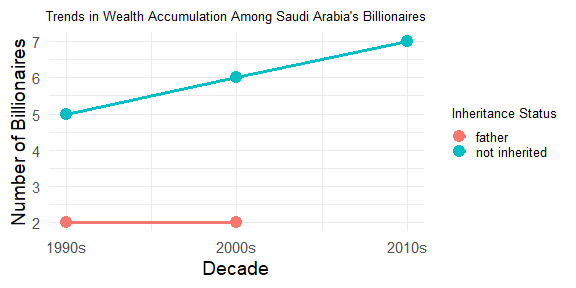 Trends in Wealth Accumulation Among Saudi Arabia's Billionaires
Number of Billionaires
7
6
5
4
3
2
1990s
2000s
2010s
Decade
Inheritance Status
father
not inherited